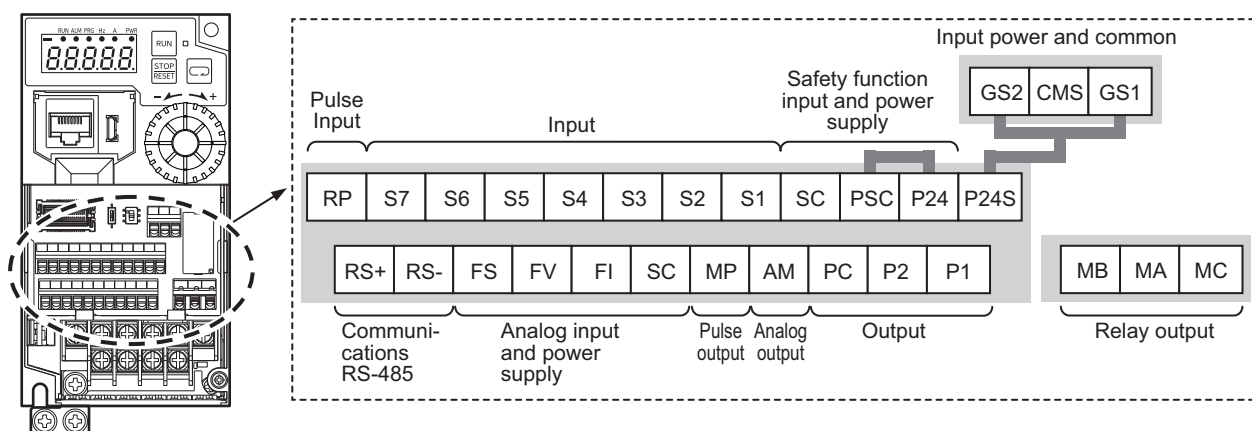 RUN ALM PRG Hz A PWR
88888
RUN
STOP
RESET
− +
Input power and common
GS2 CMS GS1
Safety function
input and power
supply
Pulse
Input
Input
RP S7 S6 S5 S4 S3 S2 S1 SC PSC P24 P24S
RS+ RS- FS FV FI SC MP AM PC P2 P1
MB MA MC
Communi-
cations
RS-485
Analog input
and power
supply
Pulse
output
Analog
output
Output
Relay output